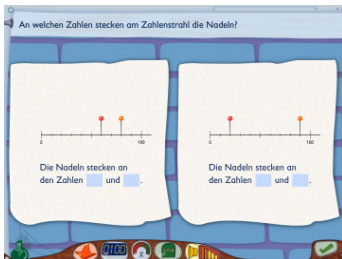 An welchen Zahlen stecken am Zahlenstrahl die Nadeln?
0 100
Die Nadeln stecken an
den Zahlen und .
0 100
Die Nadeln stecken an
den Zahlen und .